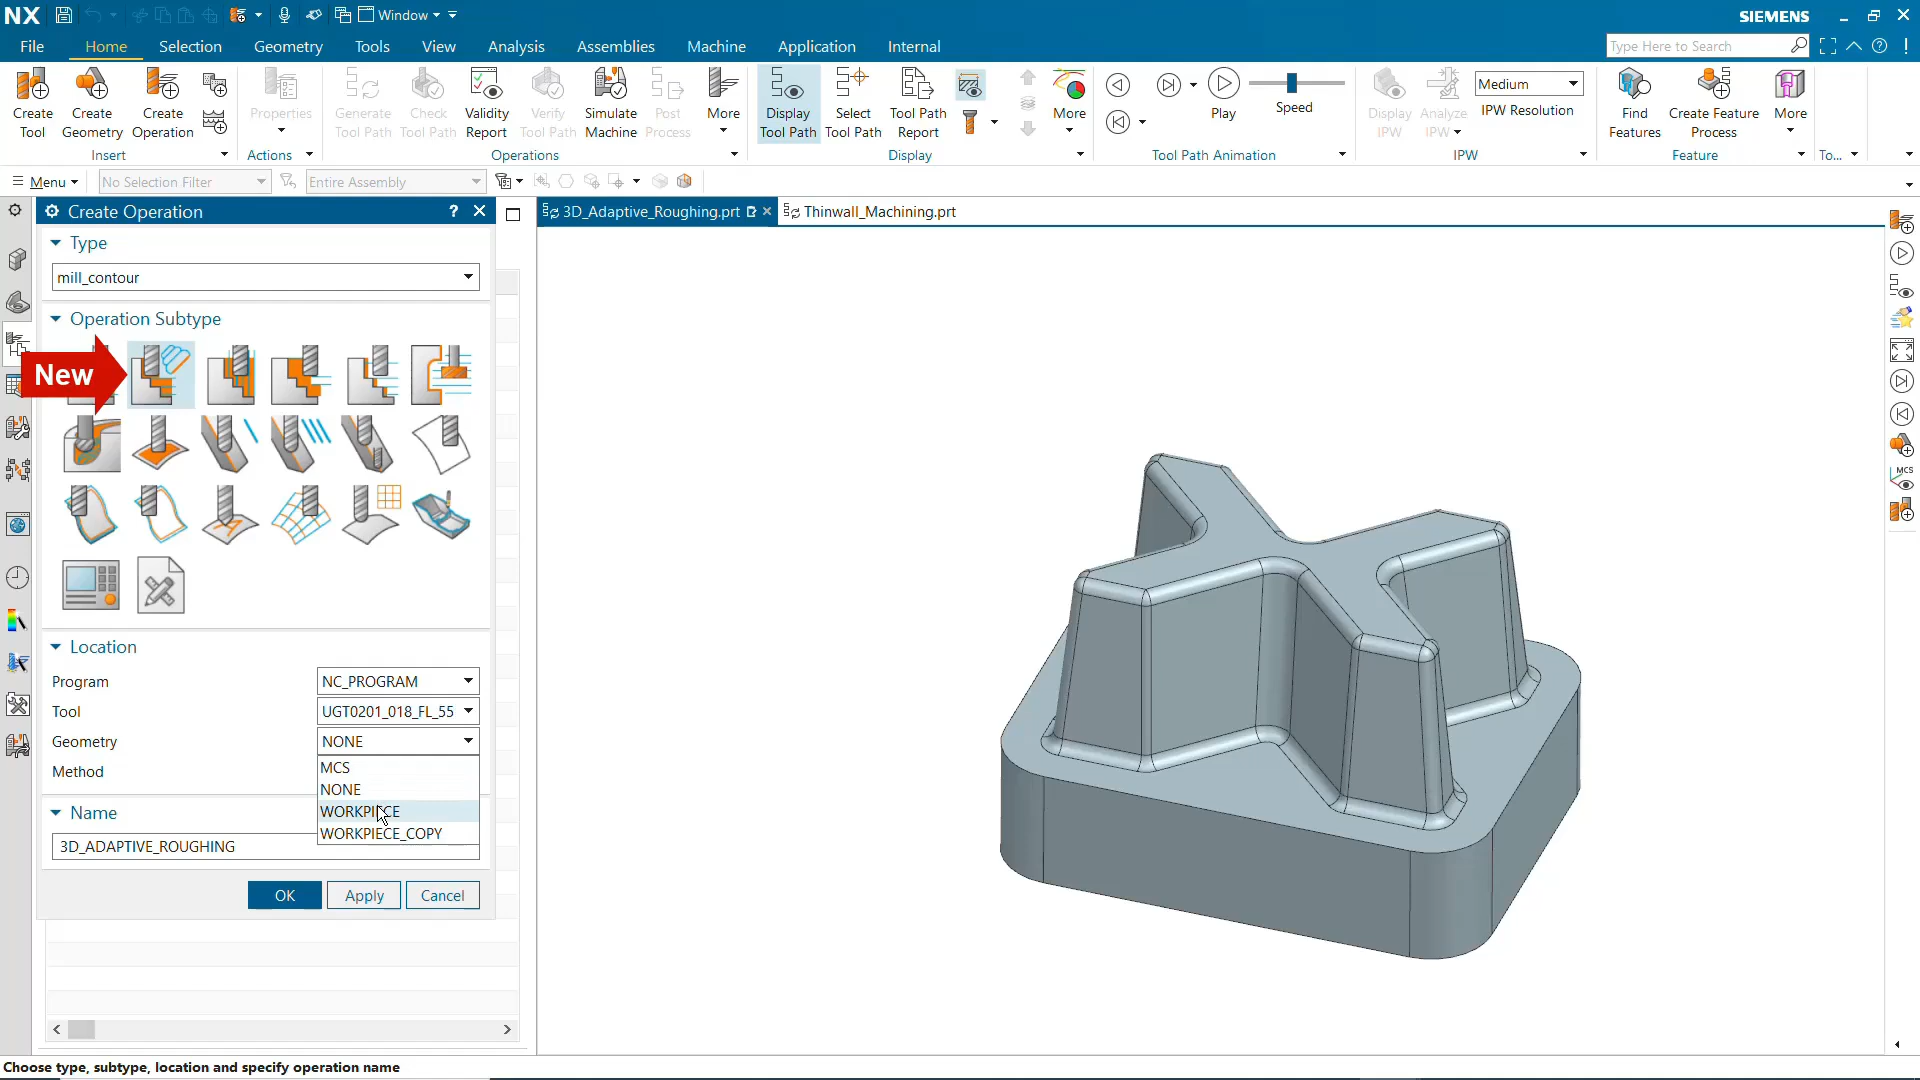 NX
Window
SIEMENS
File Home Selection Geometry Tools View Analysis Assemblies Machine Application Internal
Type Here to Search
Create Tool
Create Geometry
Create Operation
Properties
Generate Tool Path
Check Tool Path
Validity Report
Verify Tool Path
Simulate Machine
Post Process
More
Display Tool Path
Select Tool Path
Tool Path Report
More
Play
Speed
Display IPW
Analyze IPW
Medium
IPW Resolution
Find Features
Create Feature Process
More
Insert
Actions
Operations
Display
Tool Path Animation
IPW
Feature
To...
Menu
No Selection Filter
Entire Assembly
Create Operation
?
3D_Adaptive_Roughing.prt
Thinwall_Machining.prt
Type
mill_contour
Operation Subtype
New
Location
Program NC_PROGRAM
Tool UGT0201_018_FL_55
Geometry NONE
Method
MCS
NONE
WORKPIECE
WORKPIECE_COPY
Name
3D_ADAPTIVE_ROUGHING
OK Apply Cancel
MCS
Choose type, subtype, location and specify operation name